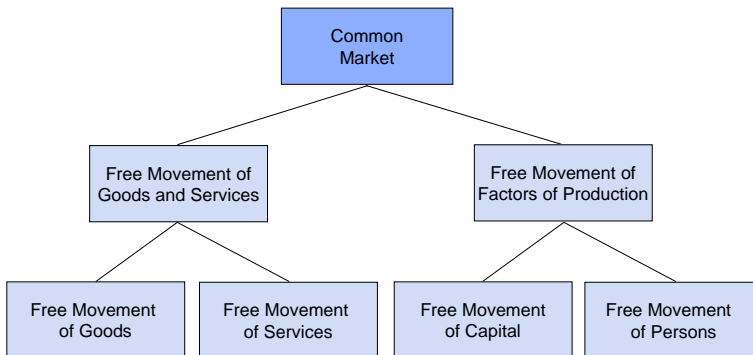 Common
Market
Free Movement of
Goods and Services
Free Movement of
Factors of Production
Free Movement
of Goods
Free Movement
of Services
Free Movement
of Capital
Free Movement
of Persons